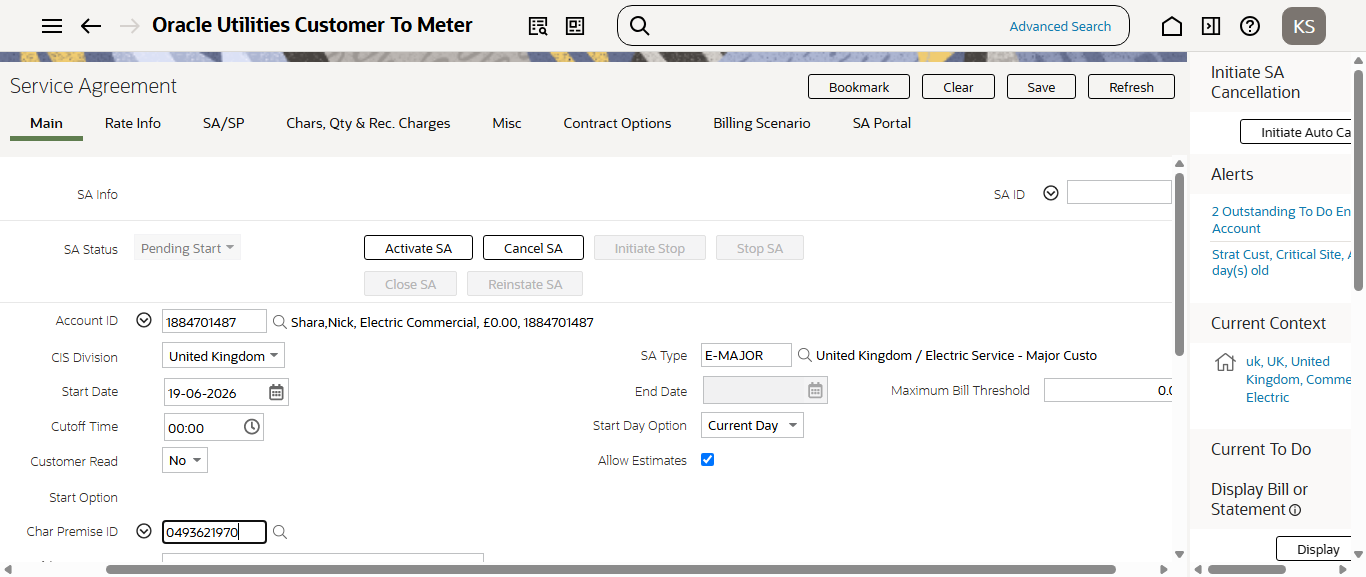 Oracle Utilities Customer To Meter
Advanced Search
KS
Service Agreement
Bookmark Clear Save Refresh
Main Rate Info SA/SP Chars, Qty & Rec. Charges Misc Contract Options Billing Scenario SA Portal
SA Info SA ID
SA Status Pending Start Activate SA Cancel SA Initiate Stop Stop SA
Close SA Reinstate SA
Account ID 1884701487 Shara,Nick, Electric Commercial, £0.00, 1884701487
CIS Division United Kingdom SA Type E-MAJOR United Kingdom / Electric Service - Major Custo
Start Date 19-06-2026 End Date Maximum Bill Threshold 0.0
Cutoff Time 00:00 Start Day Option Current Day
Customer Read No Allow Estimates
Start Option
Char Premise ID 0493621970
Initiate SA
Cancellation
Initiate Auto Ca
Alerts
2 Outstanding To Do En
Account
Strat Cust, Critical Site, A
day(s) old
Current Context
uk, UK, United
Kingdom, Comme
Electric
Current To Do
Display Bill or
Statement
Display